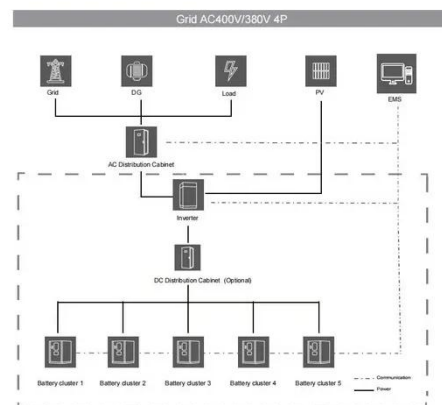 Grid AC400V/380V 4P
Grid
DG
Load
PV
EMS
AC Distribution Cabinet
Inverter
DC Distribution Cabinet (Optional)
Battery cluster 1
Battery cluster 2
Battery cluster 3
Battery cluster 4
Battery cluster 5
Communication
Power